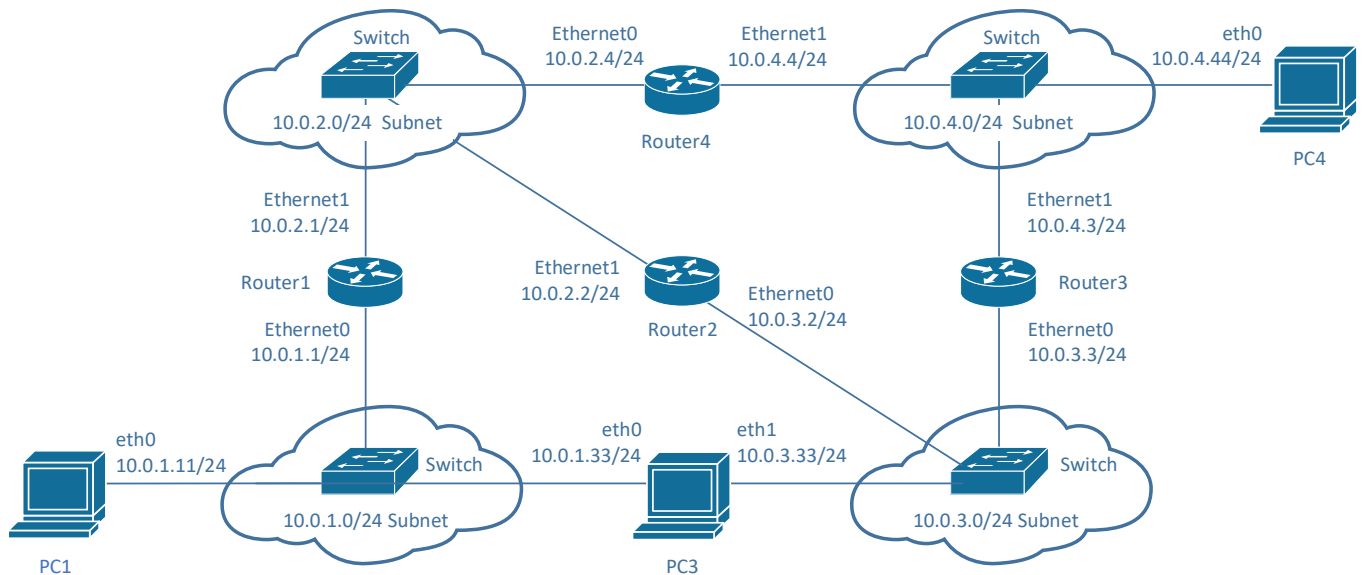 Switch
Ethernet0
10.0.2.4/24
Ethernet1
10.0.4.4/24
Switch
eth0
10.0.4.44/24
10.0.2.0/24 Subnet
Router4
10.0.4.0/24 Subnet
PC4
Ethernet1
10.0.2.1/24
Ethernet1
10.0.4.3/24
Router1
Ethernet1
10.0.2.2/24
Router2
Ethernet0
10.0.3.2/24
Router3
Ethernet0
10.0.1.1/24
Ethernet0
10.0.3.3/24
eth0
10.0.1.11/24
Switch
eth0
10.0.1.33/24
eth1
10.0.3.33/24
Switch
10.0.1.0/24 Subnet
10.0.3.0/24 Subnet
PC1
PC3